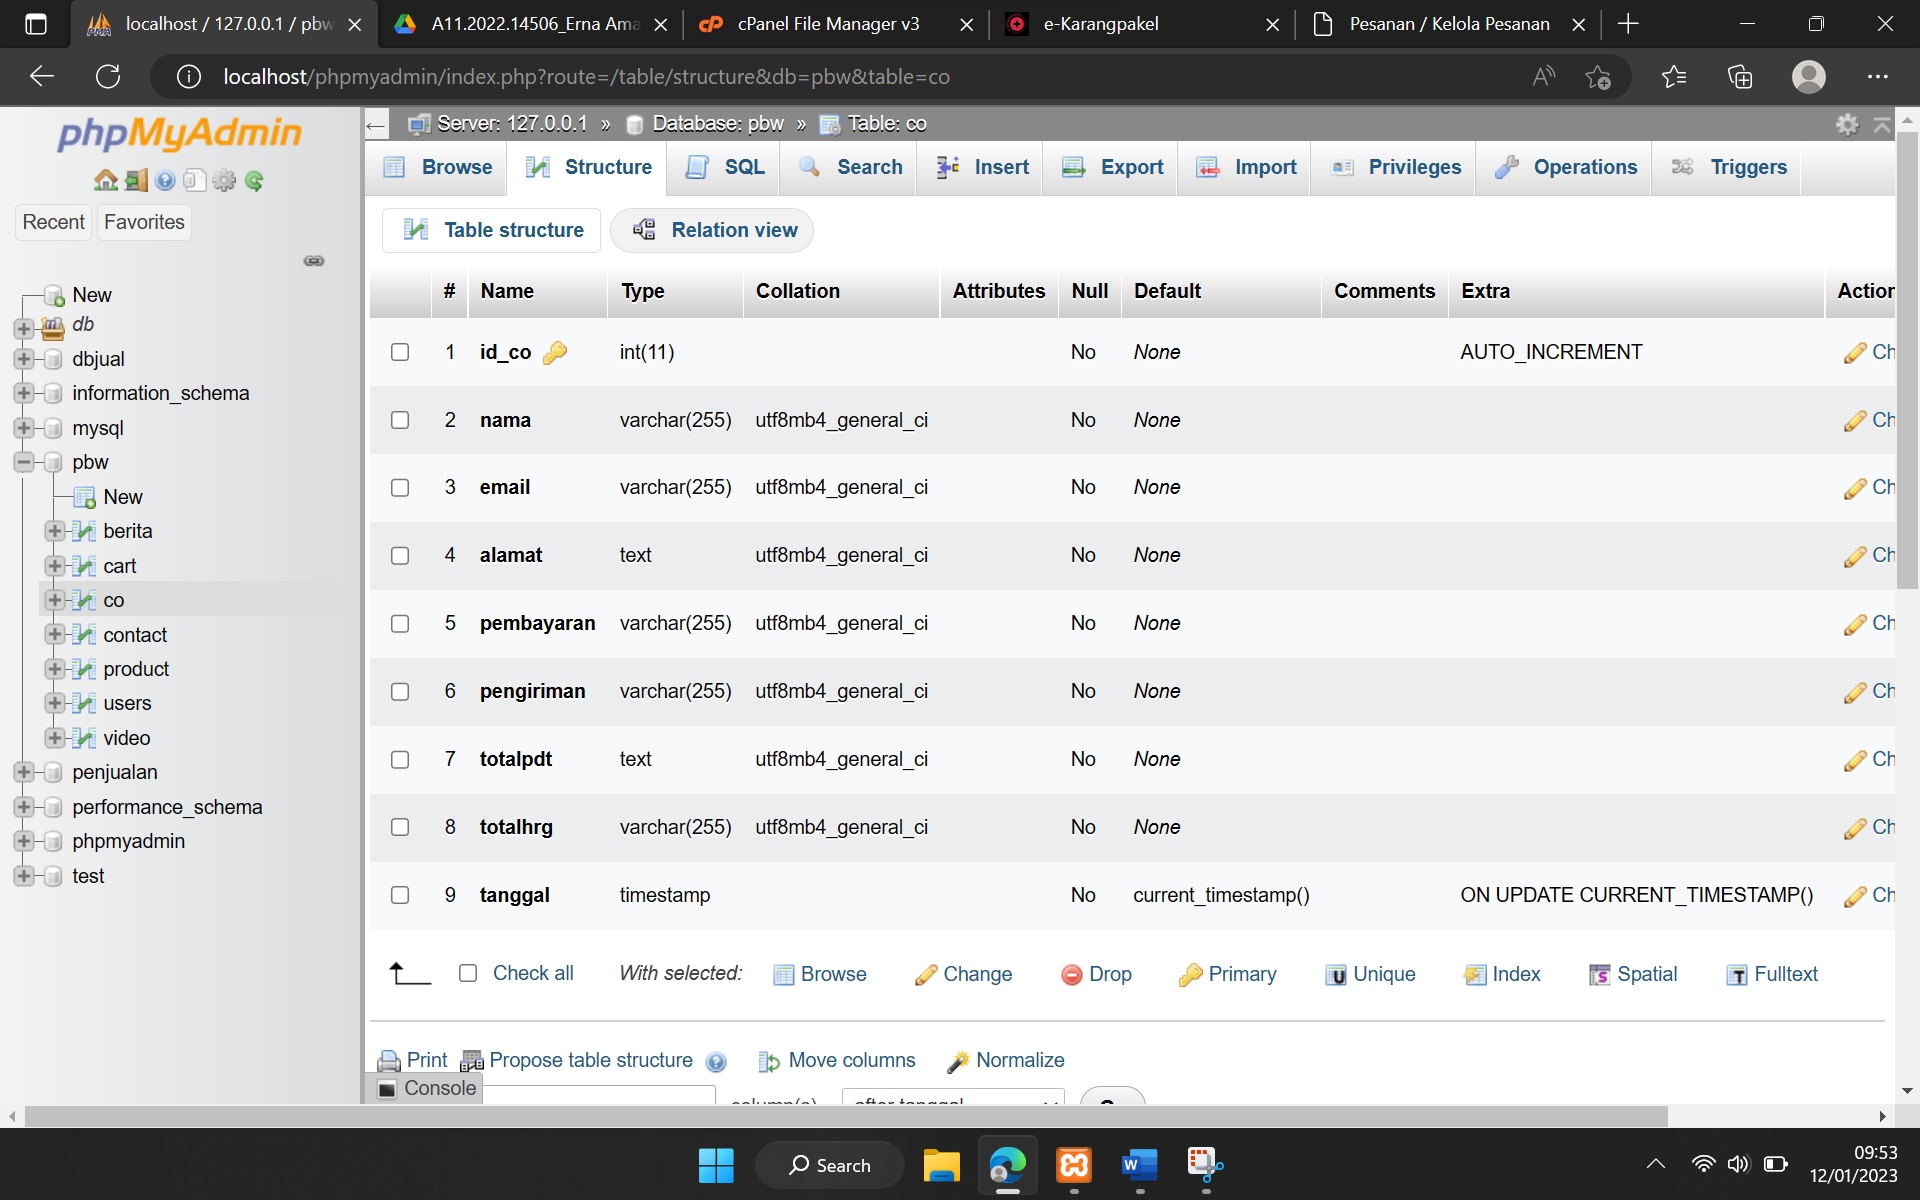 localhost / 127.0.0.1 / pbw
A11.2022.14506_Erna Ama
cPanel File Manager v3
e-Karangpakel
Pesanan / Kelola Pesanan
localhost/phpmyadmin/index.php?route=/table/structure&db=pbw&table=co
phpMyAdmin
Recent
Favorites
New
db
dbjual
information_schema
mysql
pbw
New
berita
cart
co
contact
product
users
video
penjualan
performance_schema
phpmyadmin
test
Server: 127.0.0.1 » Database: pbw » Table: co
Browse
Structure
SQL
Search
Insert
Export
Import
Privileges
Operations
Triggers
Table structure
Relation view
# Name Type Collation Attributes Null Default Comments Extra Action
1 id_co int(11) No None AUTO_INCREMENT Ch
2 nama varchar(255) utf8mb4_general_ci No None Ch
3 email varchar(255) utf8mb4_general_ci No None Ch
4 alamat text utf8mb4_general_ci No None Ch
5 pembayaran varchar(255) utf8mb4_general_ci No None Ch
6 pengiriman varchar(255) utf8mb4_general_ci No None Ch
7 totalpdt text utf8mb4_general_ci No None Ch
8 totalhrg varchar(255) utf8mb4_general_ci No None Ch
9 tanggal timestamp No current_timestamp() ON UPDATE CURRENT_TIMESTAMP() Ch
Check all With selected: Browse Change Drop Primary Unique Index Spatial Fulltext
Print Propose table structure Move columns Normalize
Console
column(s) after tanggal
Search
09:53
12/01/2023